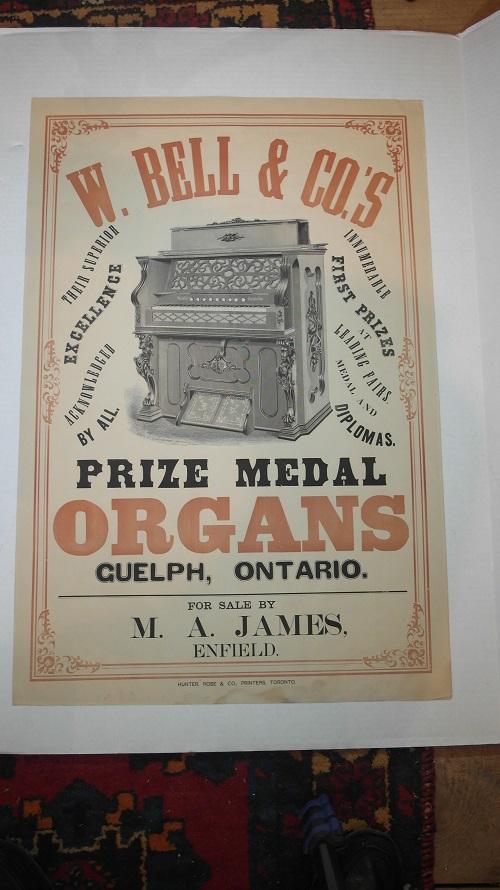 W. BELL & CO.'S
THEIR SUPERIOR
EXCELLENCE
ACKNOWLEDGED
BY ALL.
INNUMERABLE
FIRST PRIZES
AT
LEADING FAIRS.
MEDAL AND
DIPLOMAS.
PRIZE MEDAL
ORGANS
GUELPH, ONTARIO.
FOR SALE BY
M. A. JAMES,
ENFIELD.
HUNTER, ROSE & CO., PRINTERS, TORONTO.